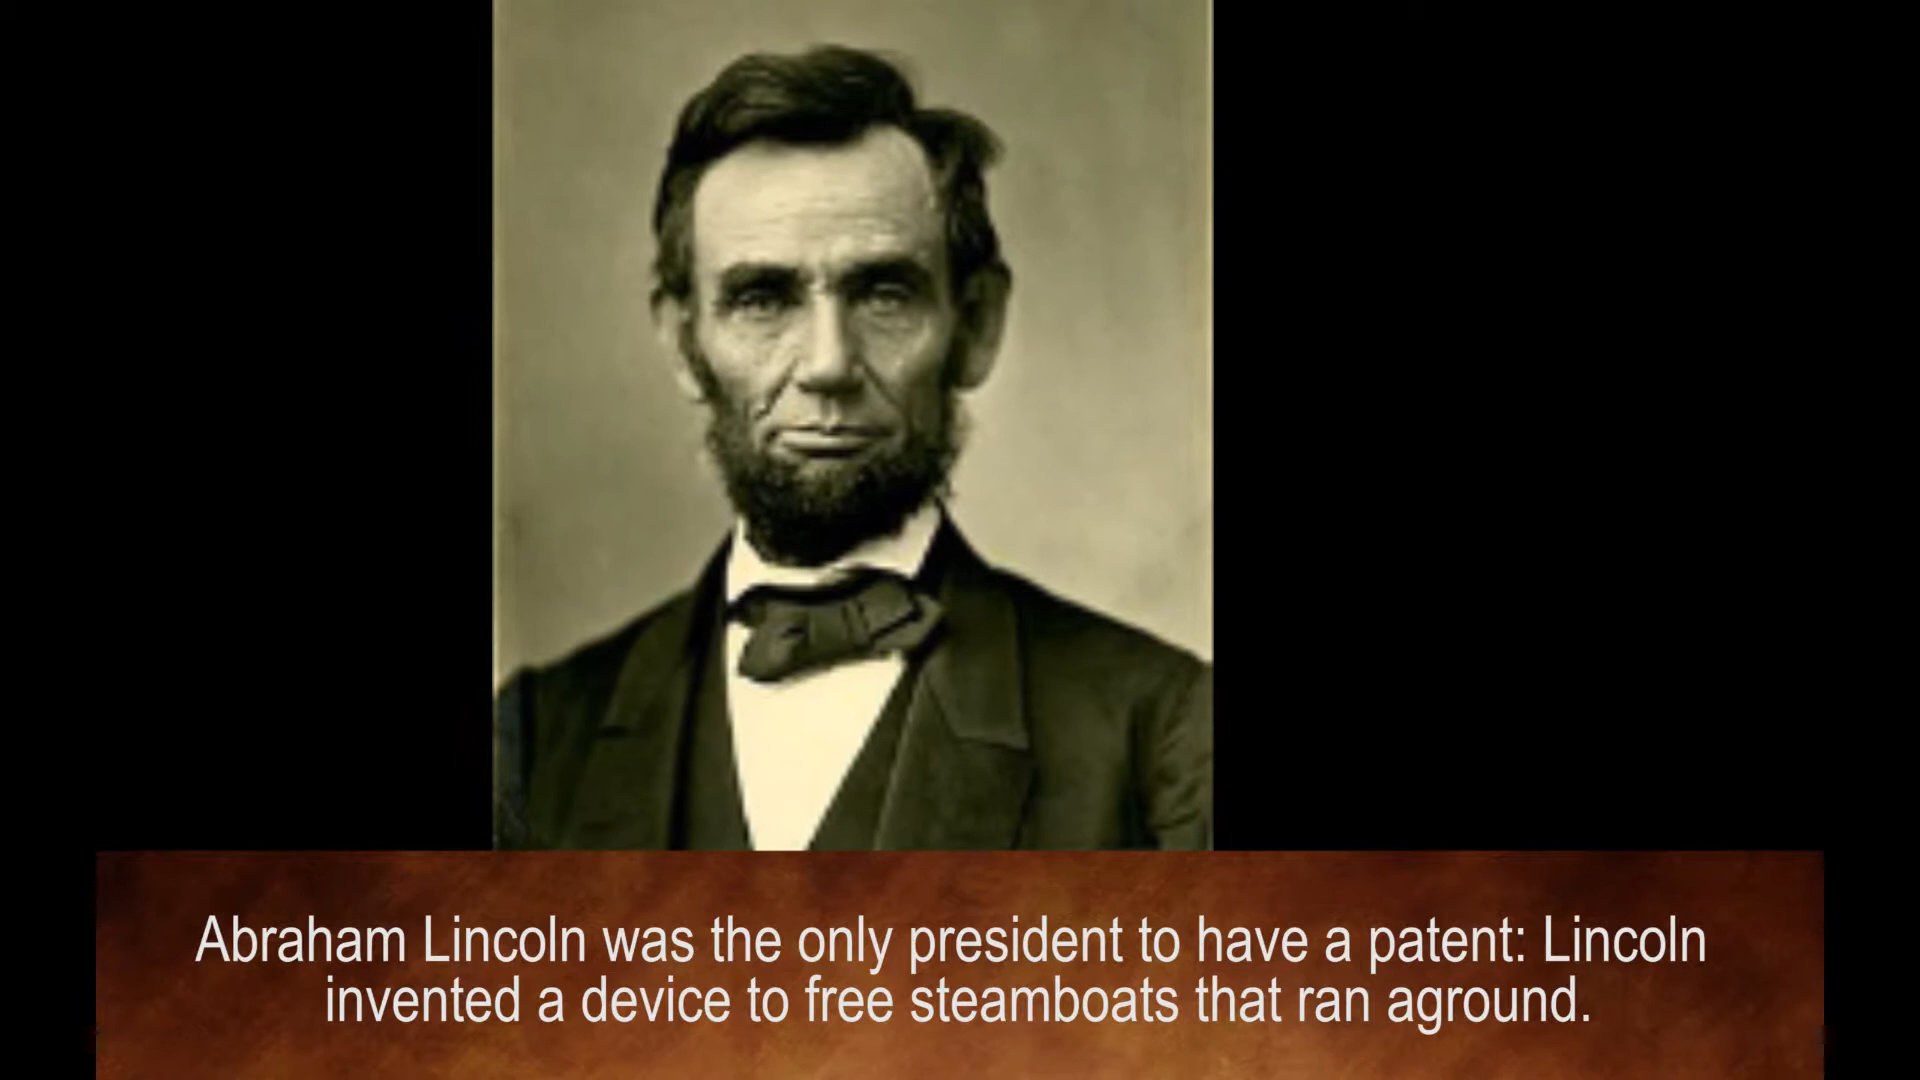 Abraham Lincoln was the only president to have a patent: Lincoln
invented a device to free steamboats that ran aground.